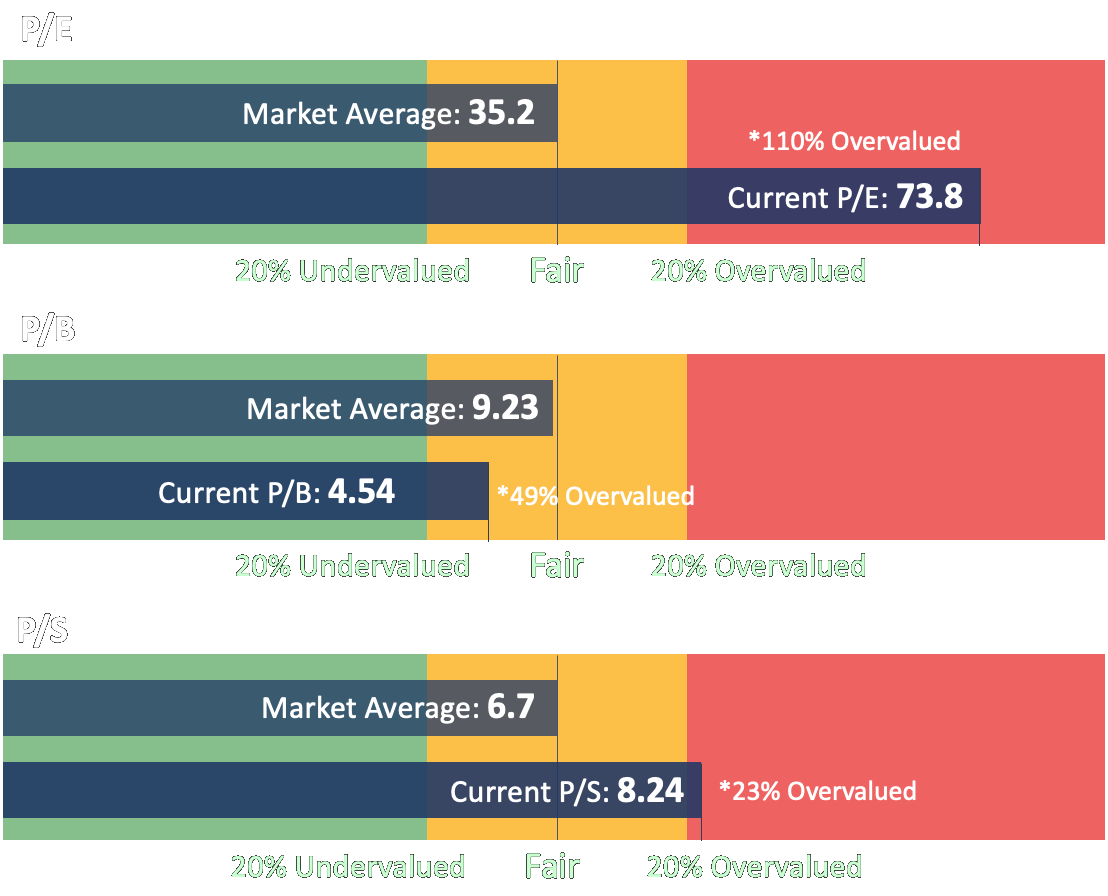 P/E
Market Average: 35.2
*110% Overvalued
Current P/E: 73.8
20% Undervalued Fair 20% Overvalued
P/B
Market Average: 9.23
Current P/B: 4.54 *49% Overvalued
20% Undervalued Fair 20% Overvalued
P/S
Market Average: 6.7
Current P/S: 8.24 *23% Overvalued
20% Undervalued Fair 20% Overvalued